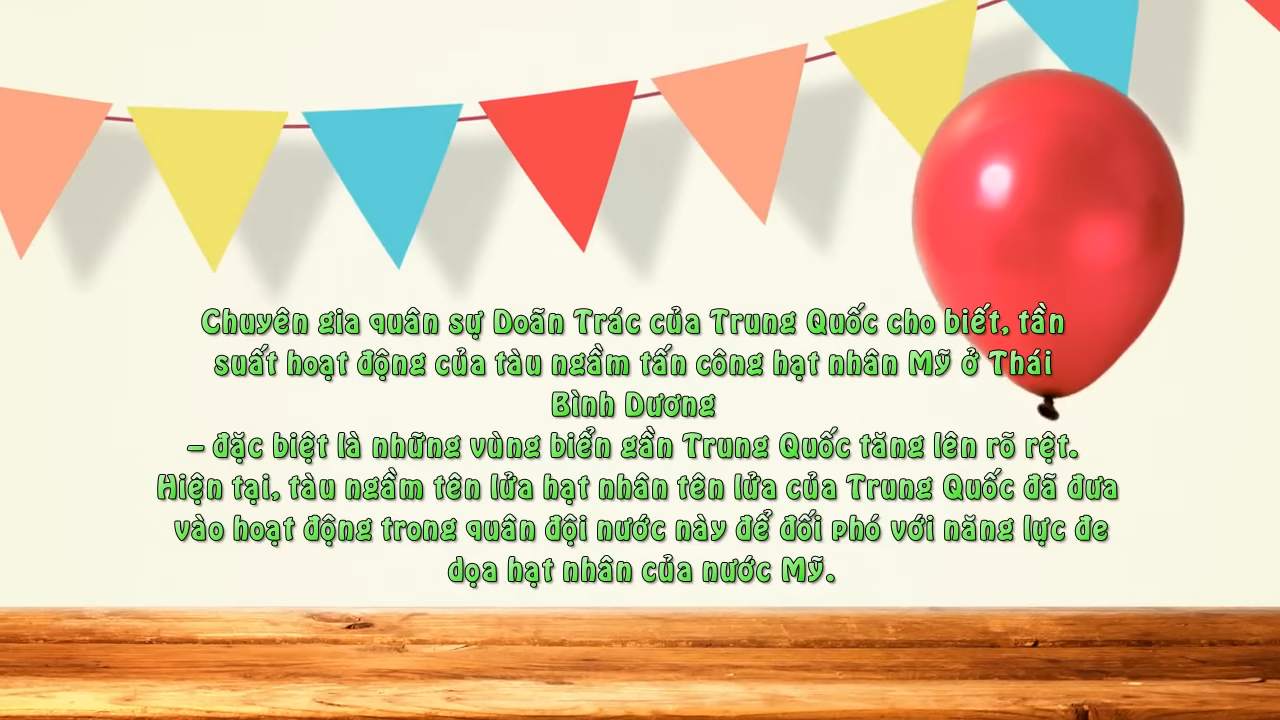 Chuyên gia quân sự Doãn Trác của Trung Quốc cho biết, tần
suất hoạt động của tàu ngầm tấn công hạt nhân Mỹ ở Thái
Bình Dương
– đặc biệt là những vùng biển gần Trung Quốc tăng lên rõ rệt.
Hiện tại, tàu ngầm tên lửa hạt nhân tên lửa của Trung Quốc đã đưa
vào hoạt động trong quân đội nước này để đối phó với năng lực đe
dọa hạt nhân của nước Mỹ.